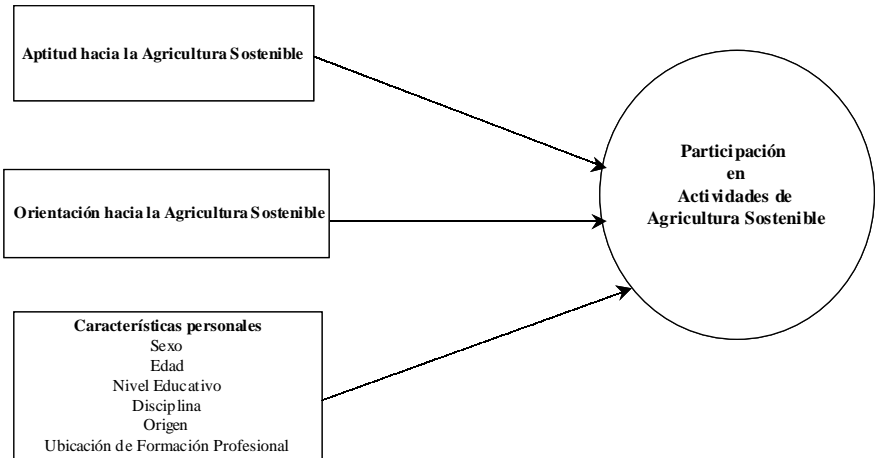 Aptitud hacia la Agricultura Sostenible
Orientación hacia la Agricultura Sostenible
Características personales
Sexo
Edad
Nivel Educativo
Disciplina
Origen
Ubicación de Formación Profesional
Participación
en
Actividades de
Agricultura Sostenible